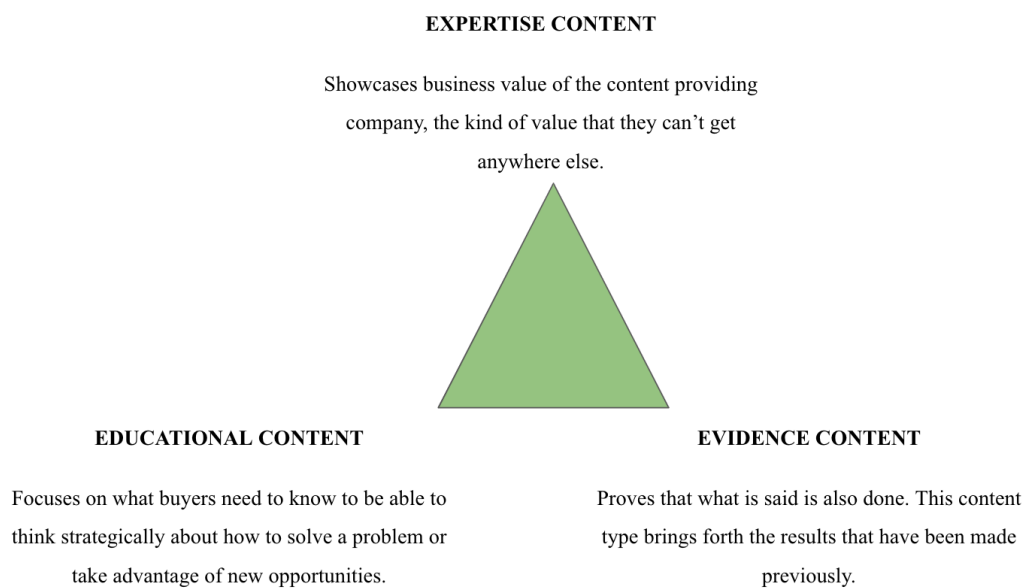 EXPERTISE CONTENT
Showcases business value of the content providing
company, the kind of value that they can’t get
anywhere else.
EDUCATIONAL CONTENT
Focuses on what buyers need to know to be able to
think strategically about how to solve a problem or
take advantage of new opportunities.
EVIDENCE CONTENT
Proves that what is said is also done. This content
type brings forth the results that have been made
previously.